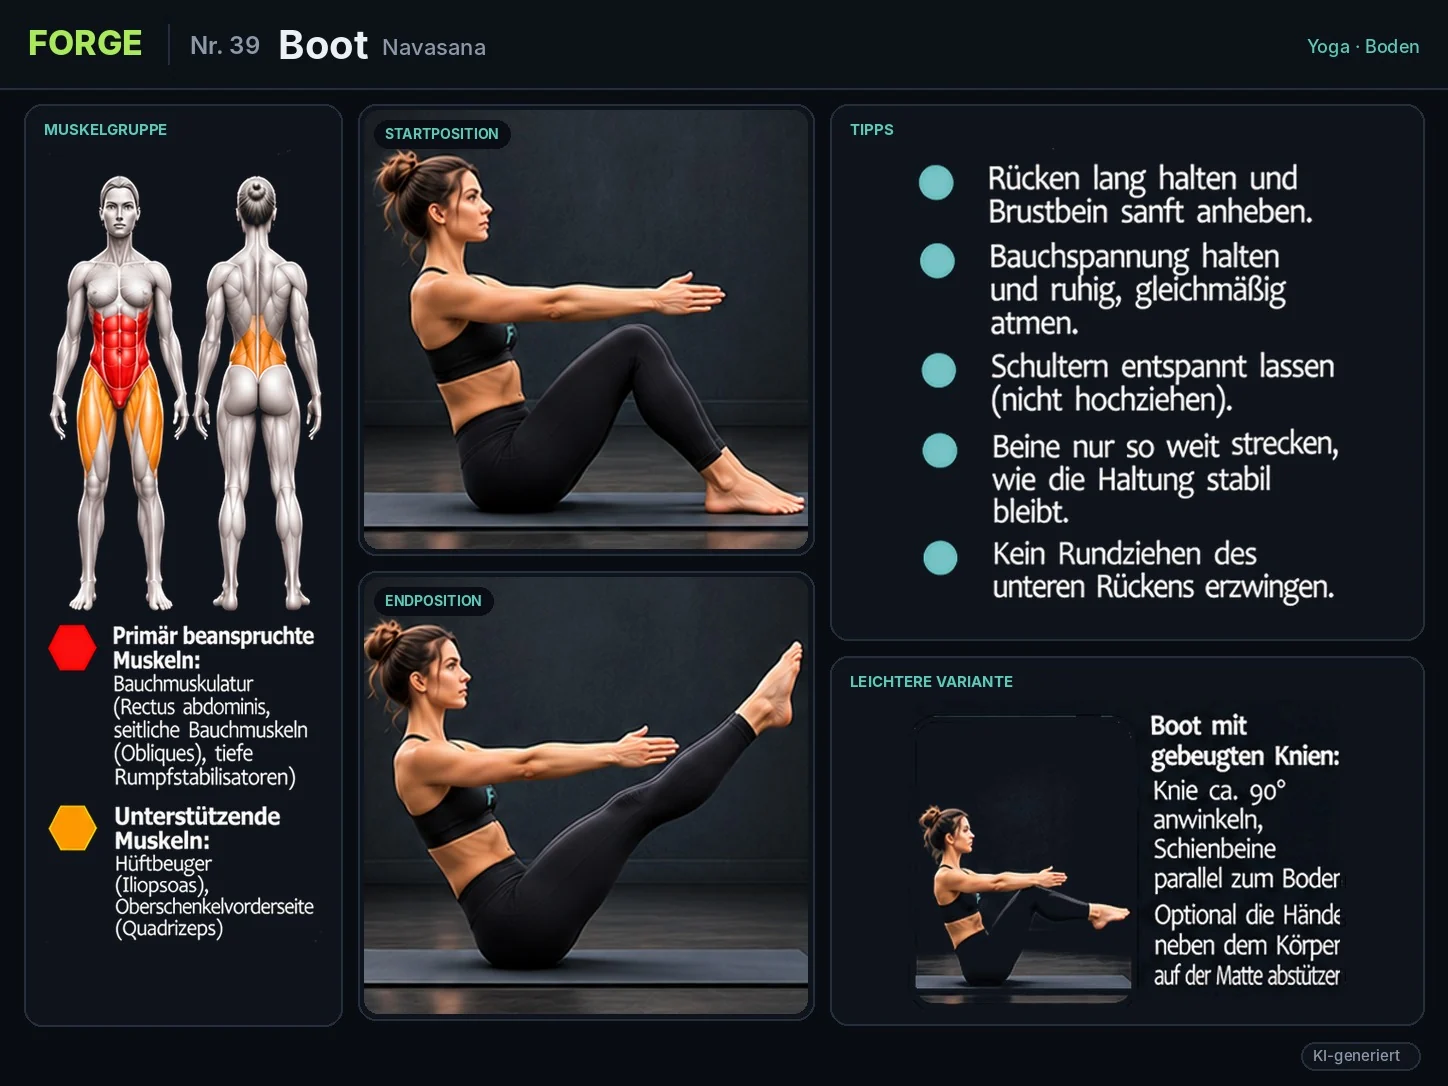 FORGE
Nr. 39 Boot Navasana
Yoga · Boden
MUSKELGRUPPE
Primär beanspruchte
Muskeln:
Bauchmuskulatur
(Rectus abdominis,
seitliche Bauchmuskeln
(Obliques), tiefe
Rumpfstabilisatoren)
Unterstützende
Muskeln:
Hüftbeuger
(Iliopsoas),
Oberschenkelvorderseite
(Quadrizeps)
STARTPOSITION
F
ENDPOSITION
F
TIPPS
Rücken lang halten und
Brustbein sanft anheben.
Bauchspannung halten
und ruhig, gleichmäßig
atmen.
Schultern entspannt lassen
(nicht hochziehen).
Beine nur so weit strecken,
wie die Haltung stabil
bleibt.
Kein Rundziehen des
unteren Rückens erzwingen.
LEICHTERE VARIANTE
Boot mit
gebeugten Knien:
Knie ca. 90°
anwinkeln,
Schienbeine
parallel zum Boder
Optional die Hände
neben dem Körper
auf der Matte abstützer
KI-generiert